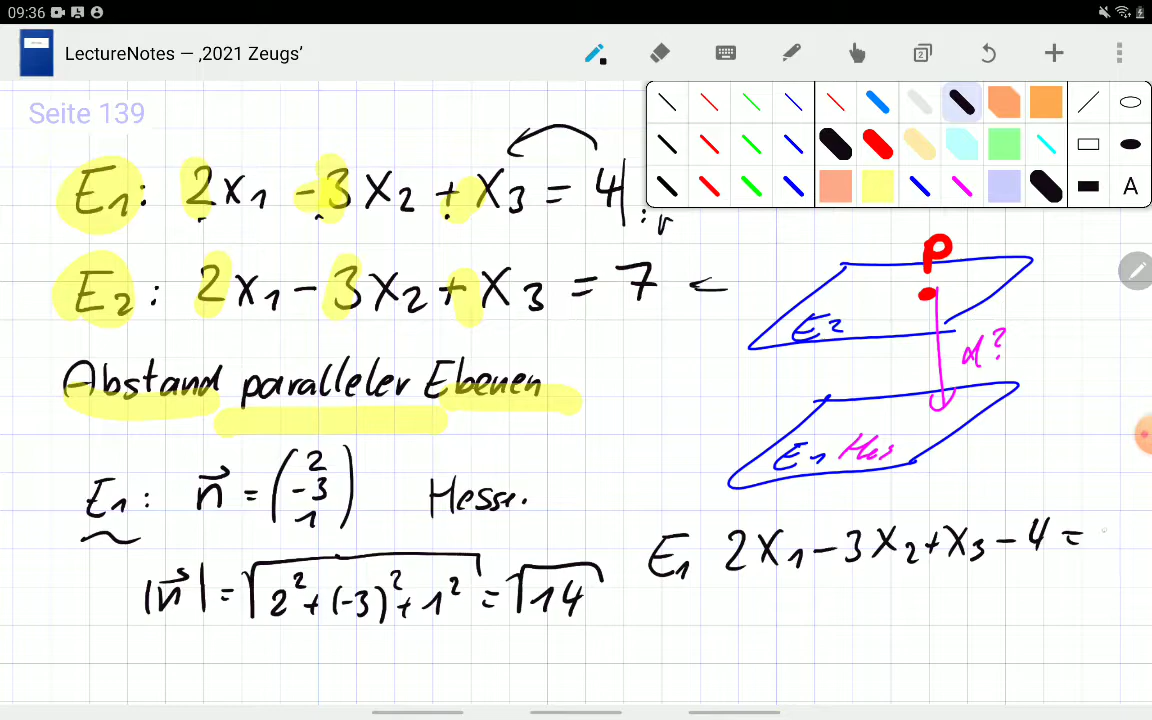 09:36
LectureNotes — ‚2021 Zeugs’
Seite 139
A
E1: 2x1 -3x2 +x3 = 4 | :
E2: 2x1 - 3x2 + x3 = 7 ←
Abstand paralleler Ebenen
P
E2
d?
E1 Hes
E1: n⃗ = (2 -3 1) Hesse.
|n⃗| = √2² + (-3)² + 1² = √14
E1 2x1 - 3x2 + x3 - 4 =